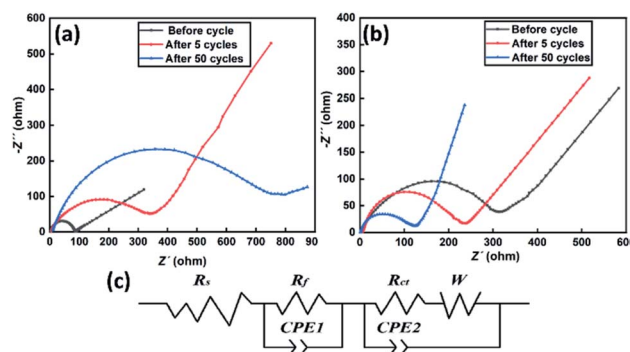 (a)
Before cycle
After 5 cycles
After 50 cycles
600
500
400
300
200
100
0
-Z´´ (ohm)
0 100 200 300 400 500 600 700 800 90
Z´ (ohm)
(b)
Before cycle
After 5 cycles
After 50 cycles
400
350
300
250
200
150
100
50
0
-Z´´ (ohm)
0 100 200 300 400 500 600
Z´ (ohm)
(c)
Rs Rf Rct W
CPE1 CPE2